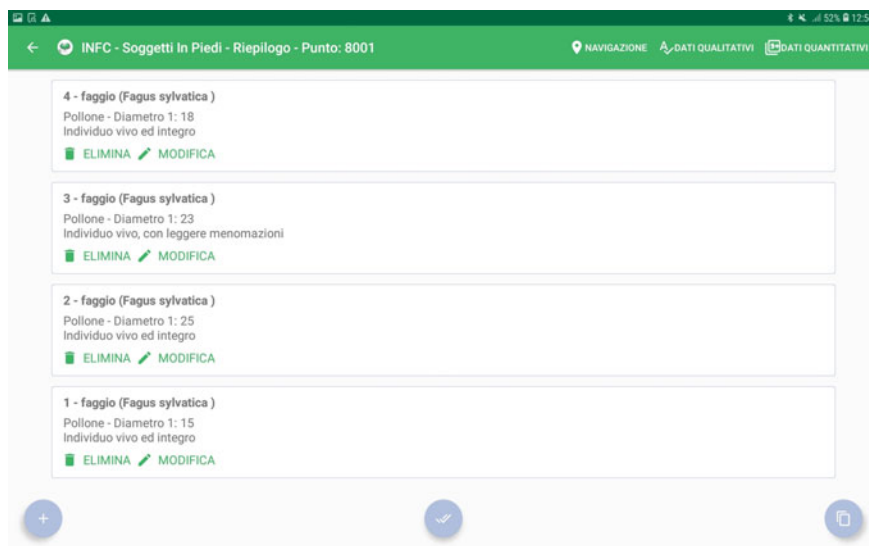 52% 12:5
INFC - Soggetti In Piedi - Riepilogo - Punto: 8001
NAVIGAZIONE DATI QUALITATIVI DATI QUANTITATIVI
4 - faggio (Fagus sylvatica )
Pollone - Diametro 1: 18
Individuo vivo ed integro
ELIMINA MODIFICA
3 - faggio (Fagus sylvatica )
Pollone - Diametro 1: 23
Individuo vivo, con leggere menomazioni
ELIMINA MODIFICA
2 - faggio (Fagus sylvatica )
Pollone - Diametro 1: 25
Individuo vivo ed integro
ELIMINA MODIFICA
1 - faggio (Fagus sylvatica )
Pollone - Diametro 1: 15
Individuo vivo ed integro
ELIMINA MODIFICA